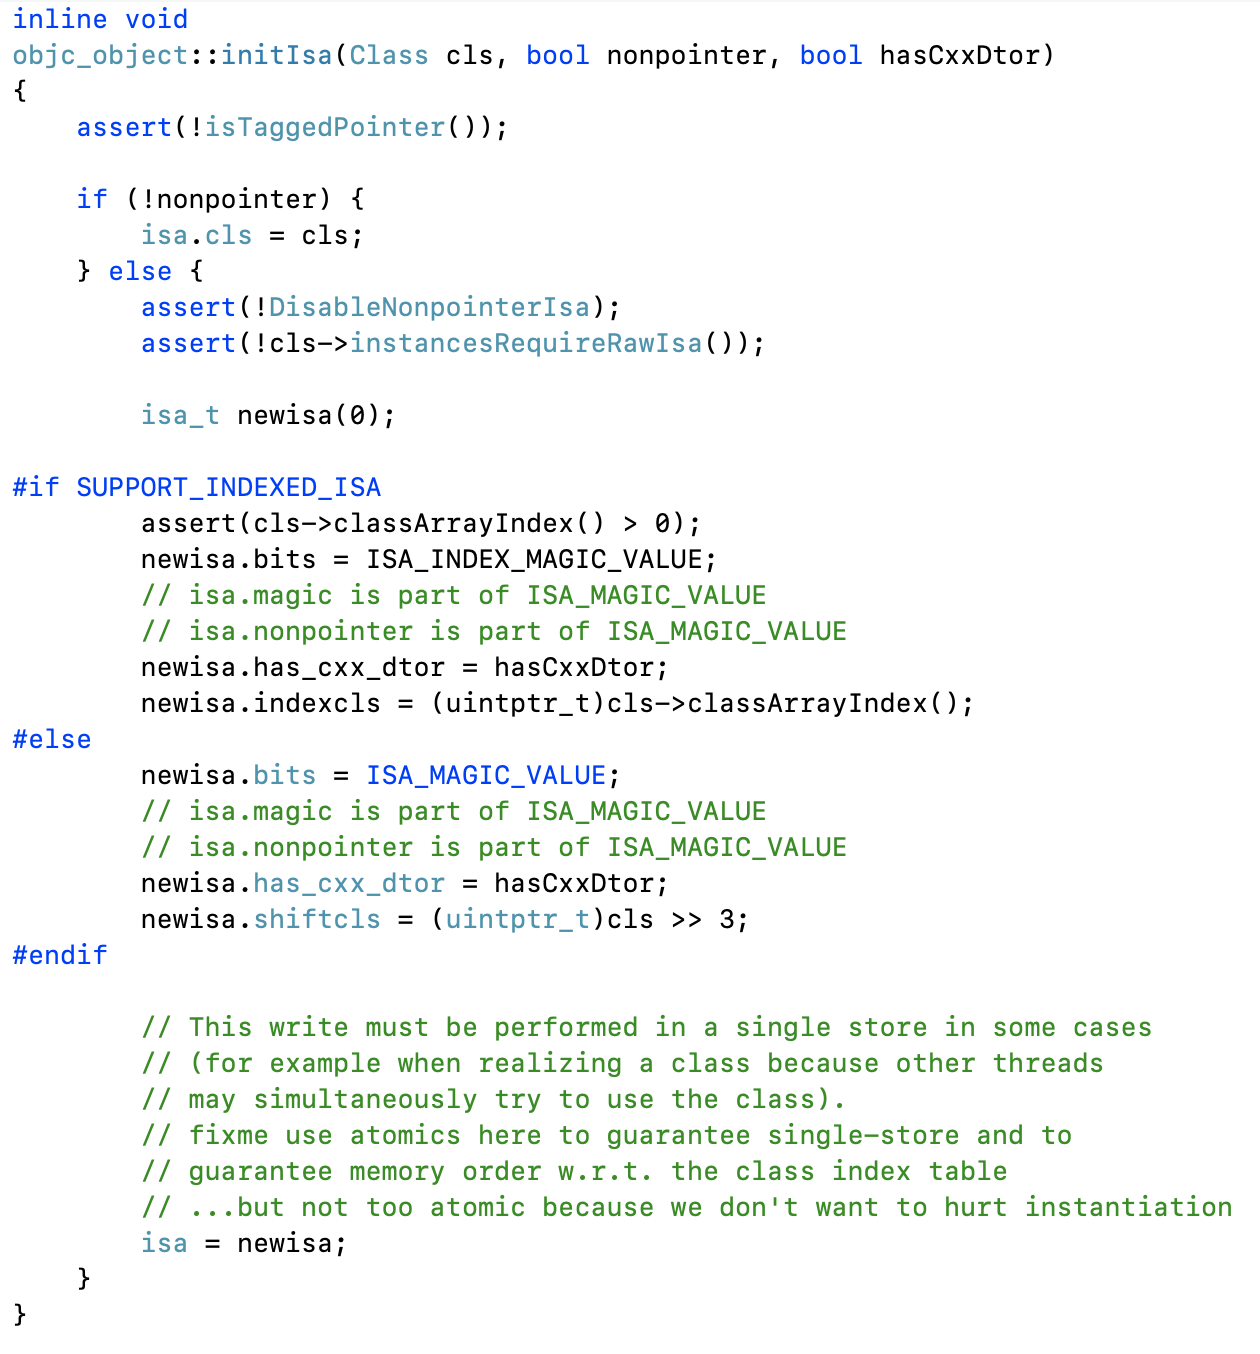 inline void
objc_object::initIsa(Class cls, bool nonpointer, bool hasCxxDtor)
{
    assert(!isTaggedPointer());

    if (!nonpointer) {
        isa.cls = cls;
    } else {
        assert(!DisableNonpointerIsa);
        assert(!cls->instancesRequireRawIsa());

        isa_t newisa(0);

#if SUPPORT_INDEXED_ISA
        assert(cls->classArrayIndex() > 0);
        newisa.bits = ISA_INDEX_MAGIC_VALUE;
        // isa.magic is part of ISA_MAGIC_VALUE
        // isa.nonpointer is part of ISA_MAGIC_VALUE
        newisa.has_cxx_dtor = hasCxxDtor;
        newisa.indexcls = (uintptr_t)cls->classArrayIndex();
#else
        newisa.bits = ISA_MAGIC_VALUE;
        // isa.magic is part of ISA_MAGIC_VALUE
        // isa.nonpointer is part of ISA_MAGIC_VALUE
        newisa.has_cxx_dtor = hasCxxDtor;
        newisa.shiftcls = (uintptr_t)cls >> 3;
#endif

        // This write must be performed in a single store in some cases
        // (for example when realizing a class because other threads
        // may simultaneously try to use the class).
        // fixme use atomics here to guarantee single-store and to
        // guarantee memory order w.r.t. the class index table
        // ...but not too atomic because we don't want to hurt instantiation
        isa = newisa;
    }
}